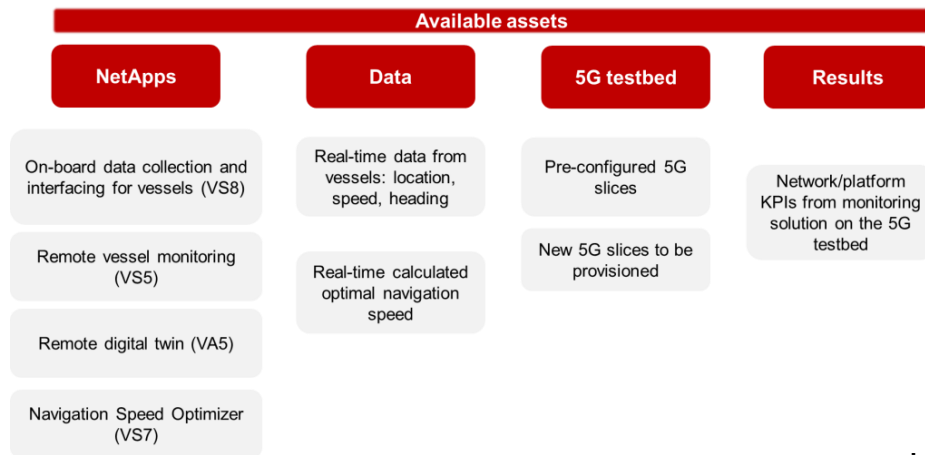 Available assets
NetApps
Data
5G testbed
Results
On-board data collection and
interfacing for vessels (VS8)
Remote vessel monitoring
(VS5)
Remote digital twin (VA5)
Navigation Speed Optimizer
(VS7)
Real-time data from
vessels: location,
speed, heading
Real-time calculated
optimal navigation
speed
Pre-configured 5G
slices
New 5G slices to be
provisioned
Network/platform
KPIs from monitoring
solution on the 5G
testbed